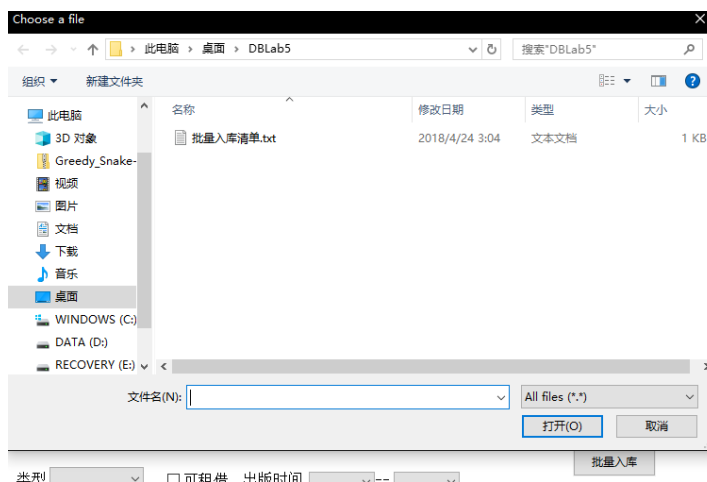 Choose a file
此电脑 > 桌面 > DBLab5
搜索"DBLab5"
组织 新建文件夹
名称 修改日期 类型 大小
批量入库清单.txt 2018/4/24 3:04 文本文档 1 KB
此电脑
3D 对象
Greedy_Snake-
视频
图片
文档
下载
音乐
桌面
WINDOWS (C:)
DATA (D:)
RECOVERY (E:)
文件名(N): All files (*.*)
打开(O) 取消
批量入库
类型 可租借 出版时间 --